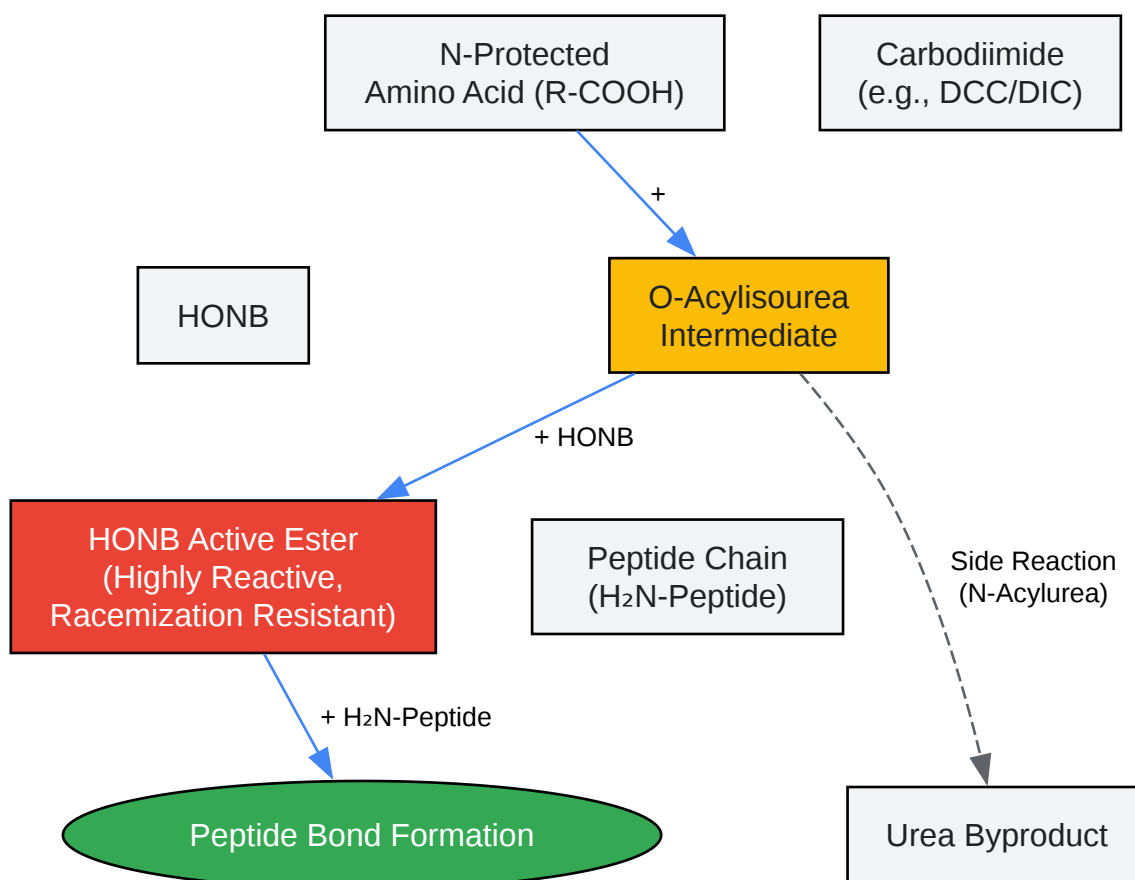 N-Protected
Amino Acid (R-COOH)
Carbodiimide
(e.g., DCC/DIC)
+
HONB
O-Acylisourea
Intermediate
+ HONB
HONB Active Ester
(Highly Reactive,
Racemization Resistant)
Peptide Chain
(H₂N-Peptide)
Side Reaction
(N-Acylurea)
+ H₂N-Peptide
Peptide Bond Formation
Urea Byproduct